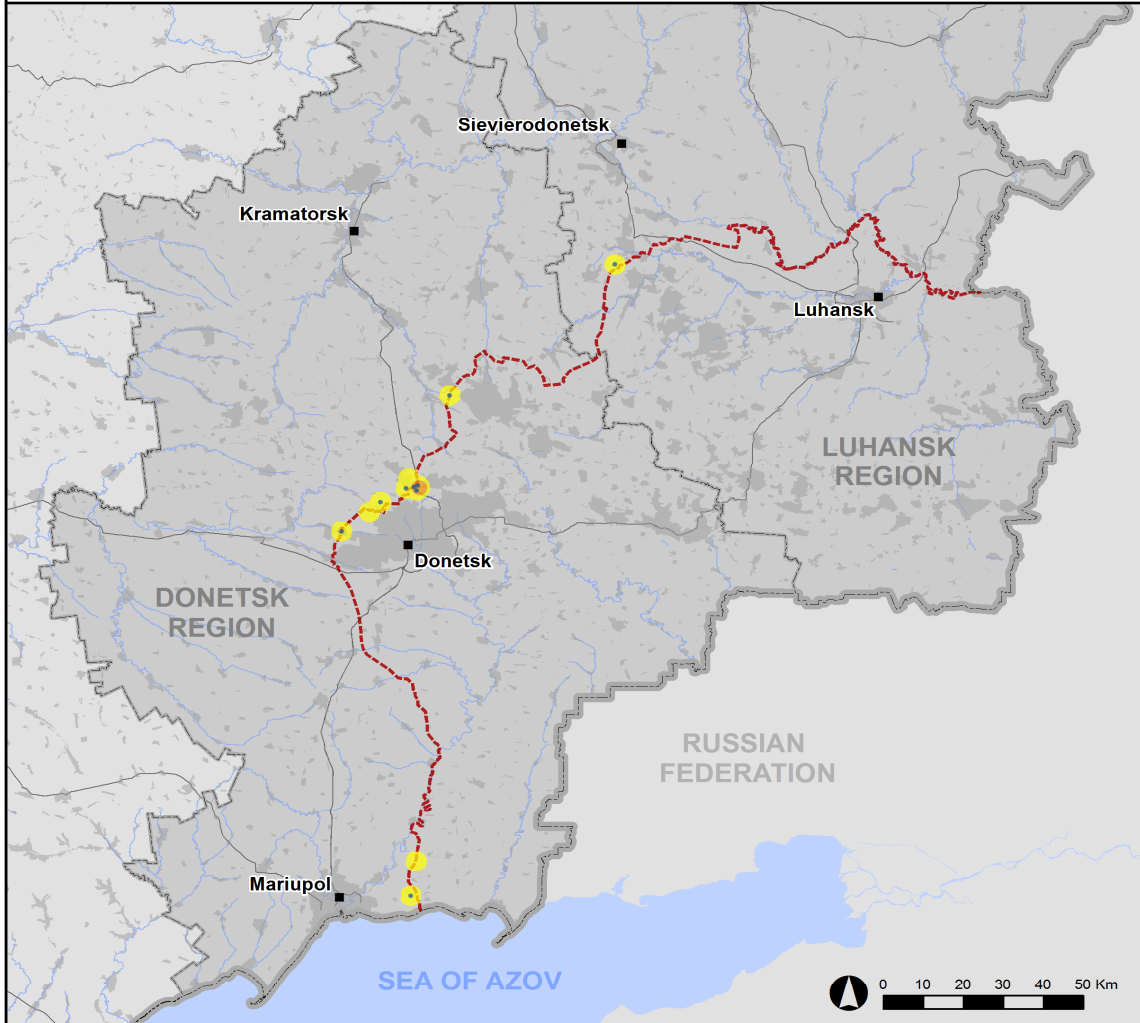 Sievierodonetsk
Kramatorsk
Luhansk
LUHANSK
REGION
Donetsk
DONETSK
REGION
RUSSIAN
FEDERATION
Mariupol
SEA OF AZOV
0 10 20 30 40 50 Km